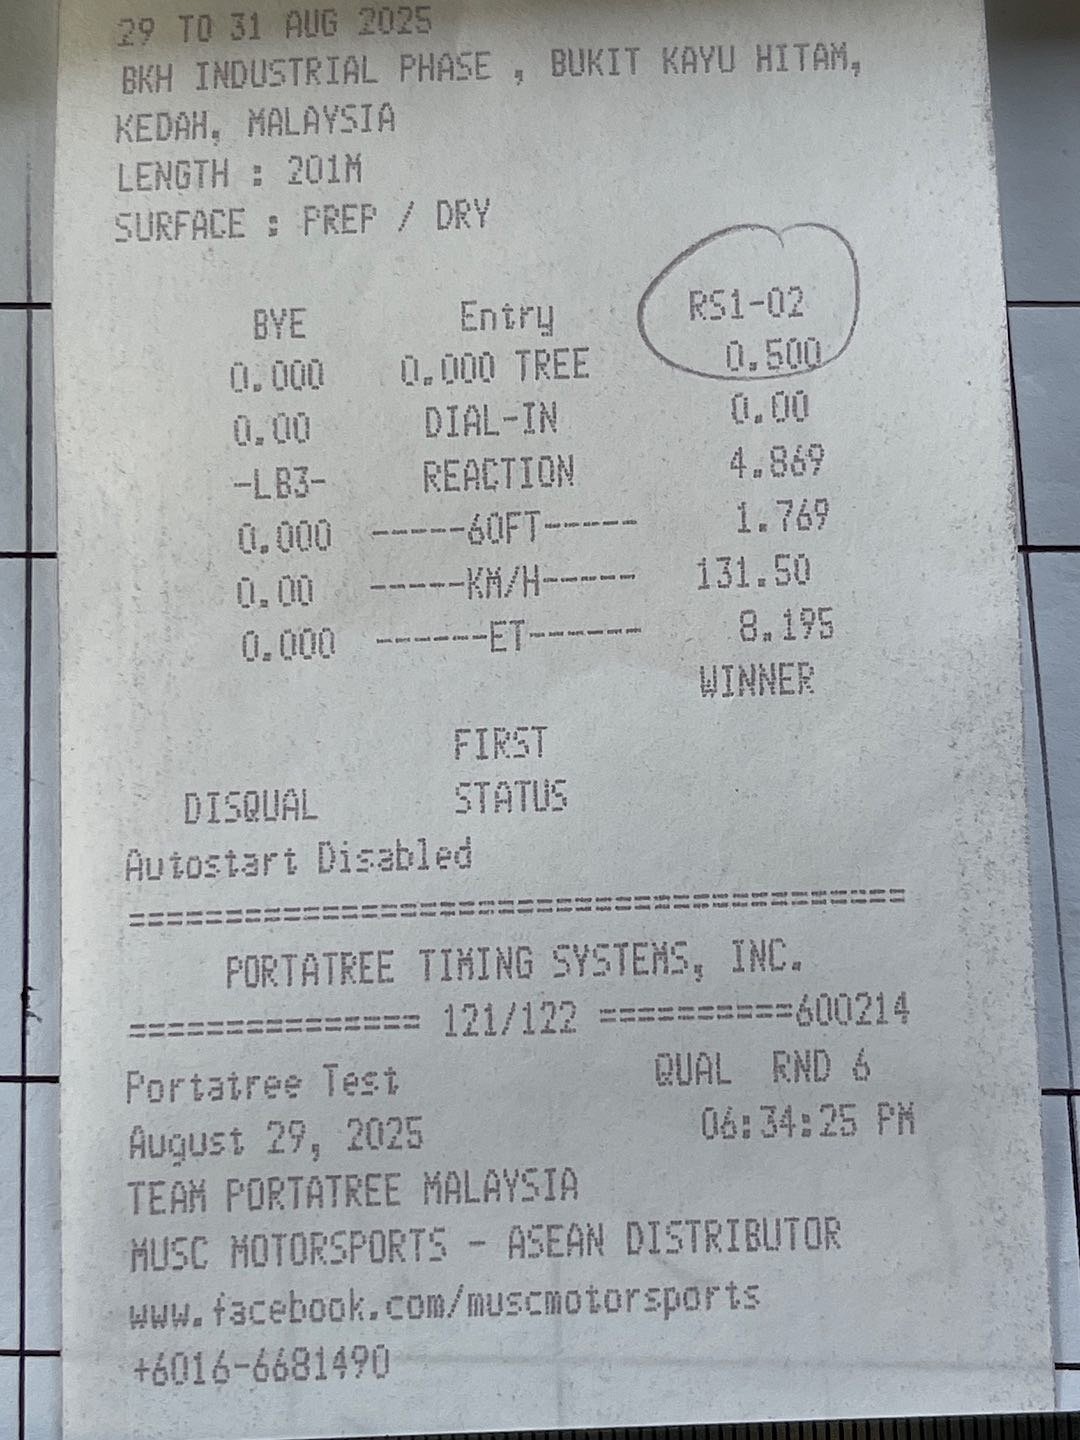 29 TO 31 AUG 2025
BKH INDUSTRIAL PHASE , BUKIT KAYU HITAM,
KEDAH, MALAYSIA
LENGTH : 201M
SURFACE : PREP / DRY
BYE Entry RS1-02
0.000 0.000 TREE 0.500
0.00 DIAL-IN 0.00
-LB3- REACTION 4.869
0.000 -----60FT----- 1.769
0.00 -----KM/H----- 131.50
0.000 ------ET------ 8.195
WINNER
FIRST
DISQUAL STATUS
Autostart Disabled
========================================
PORTATREE TIMING SYSTEMS, INC.
=============== 121/122 ==========600214
Portatree Test QUAL RND 6
August 29, 2025 06:34:25 PM
TEAM PORTATREE MALAYSIA
MUSC MOTORSPORTS - ASEAN DISTRIBUTOR
www.facebook.com/muscmotorsports
+6016-6681490